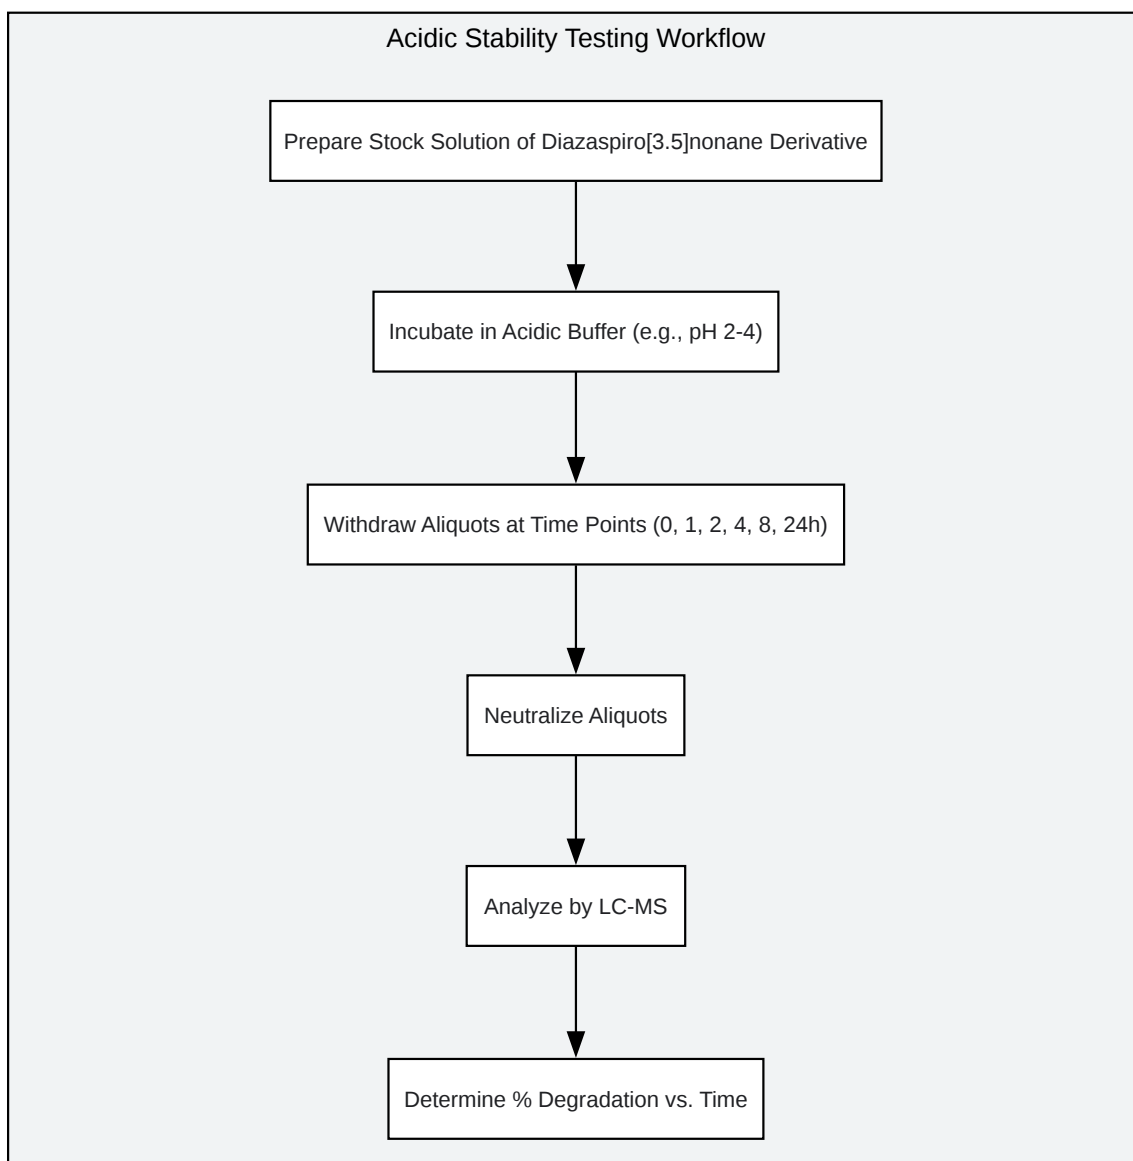 Acidic Stability Testing Workflow
Prepare Stock Solution of Diazaspiro[3.5]nonane Derivative
Incubate in Acidic Buffer (e.g., pH 2-4)
Withdraw Aliquots at Time Points (0, 1, 2, 4, 8, 24h)
Neutralize Aliquots
Analyze by LC-MS
Determine % Degradation vs. Time